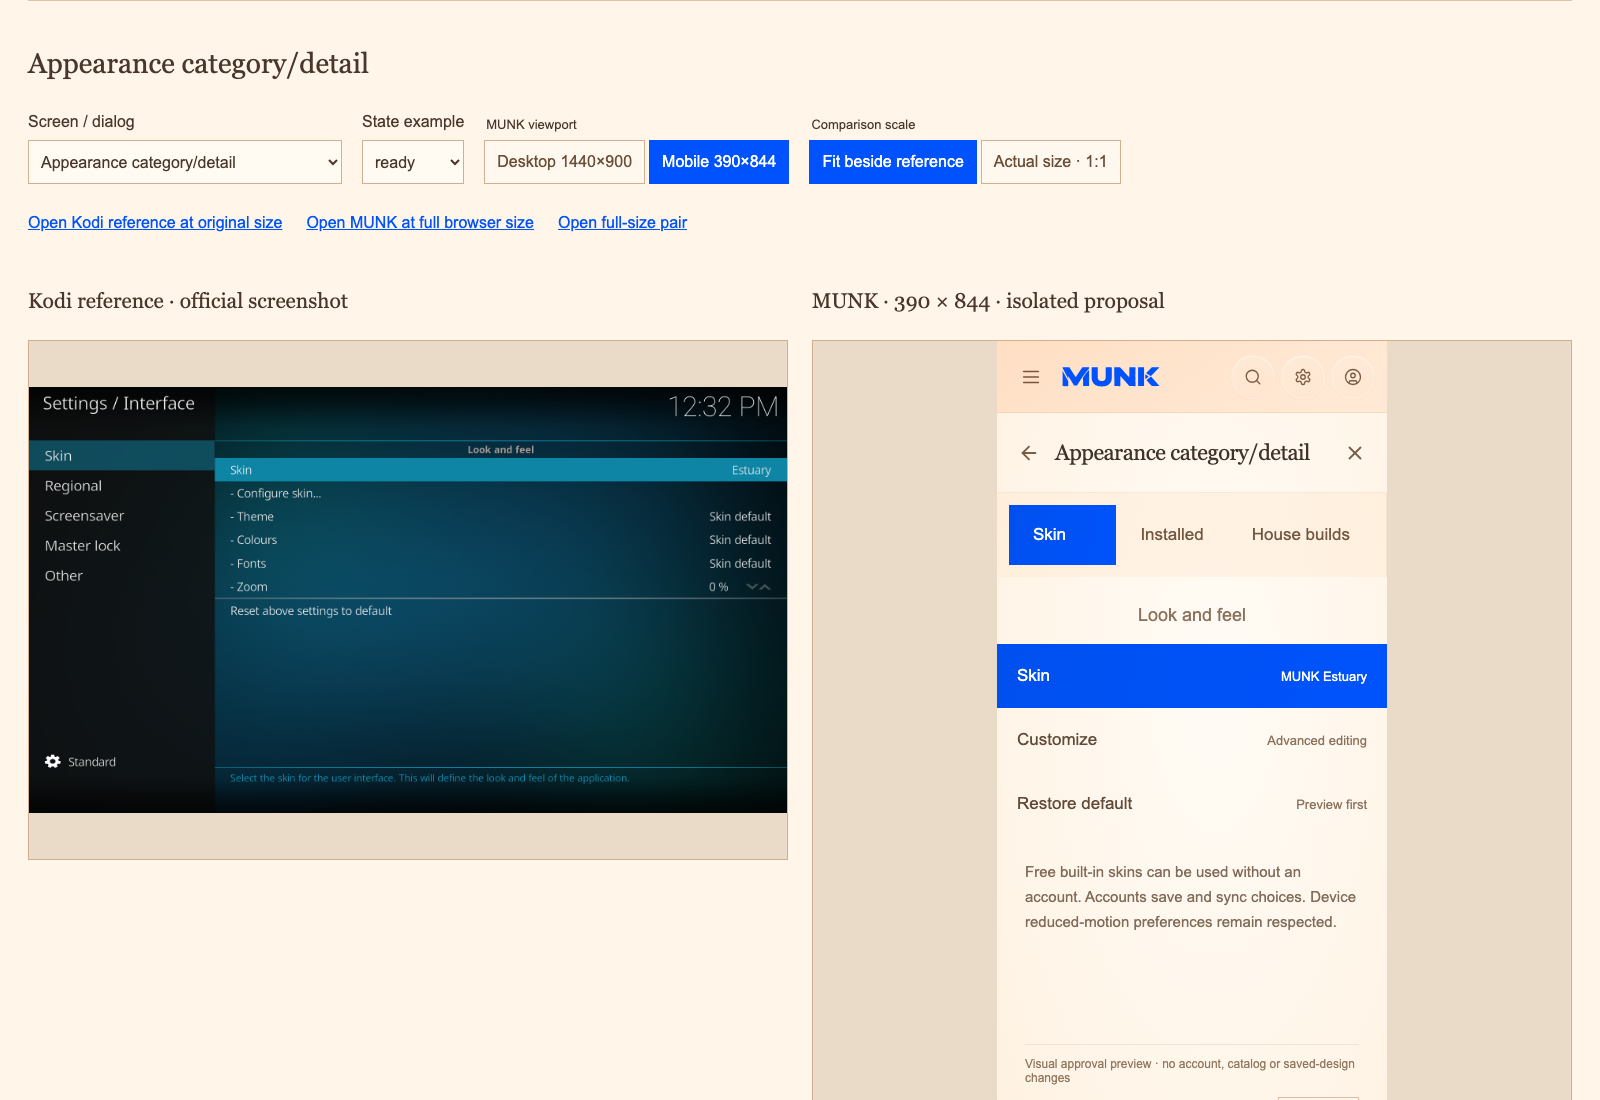 Appearance category/detail
Screen / dialog
State example
MUNK viewport
Comparison scale
Appearance category/detail
ready
Desktop 1440×900
Mobile 390×844
Fit beside reference
Actual size · 1:1
Open Kodi reference at original size
Open MUNK at full browser size
Open full-size pair
Kodi reference · official screenshot
Settings / Interface
12:32 PM
Skin
Regional
Screensaver
Master lock
Other
Standard
Look and feel
Skin Estuary
- Configure skin...
- Theme Skin default
- Colours Skin default
- Fonts Skin default
- Zoom 0 %
Reset above settings to default
Select the skin for the user interface. This will define the look and feel of the application.
MUNK · 390 × 844 · isolated proposal
MUNK
Appearance category/detail
Skin
Installed
House builds
Look and feel
Skin MUNK Estuary
Customize Advanced editing
Restore default Preview first
Free built-in skins can be used without an
account. Accounts save and sync choices. Device
reduced-motion preferences remain respected.
Visual approval preview · no account, catalog or saved-design
changes